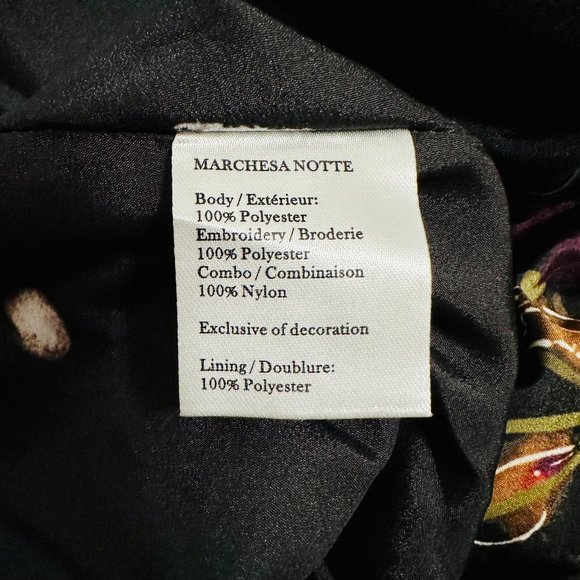 MARCHESA NOTTE
Body / Extérieur:
100% Polyester
Embroidery / Broderie
100% Polyester
Combo / Combinaison
100% Nylon
Exclusive of decoration
Lining / Doublure:
100% Polyester